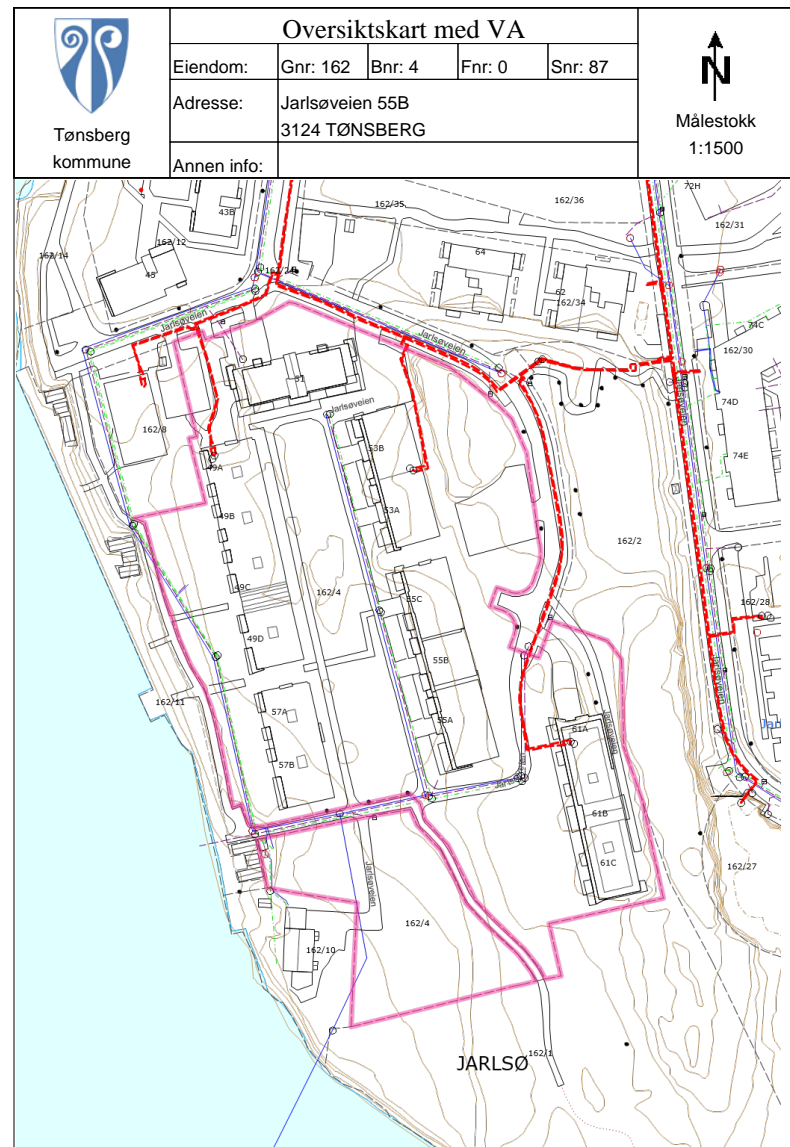 Oversiktskart med VA
Eiendom: Gnr: 162 Bnr: 4 Fnr: 0 Snr: 87
Adresse: Jarlsøveien 55B
3124 TØNSBERG
Annen info:
Tønsberg
kommune
N
Målestokk
1:1500
72H
43B
162/35
162/36
162/31
162/12
162/14
64
45
62
162/34
Jarlsøveien
Jarlsøveien
74C
162/30
51
Jarlsøveien
74D
162/8
53B
74E
49A
53A
49B
162/2
49C
162/4
55C
162/28
49D
55B
Jarlsøveien
162/11
57A
55A
61A
Jarlsøveien
57B
61B
61C
Jarlsøveien
162/27
162/4
162/10
162/1
JARLSØ